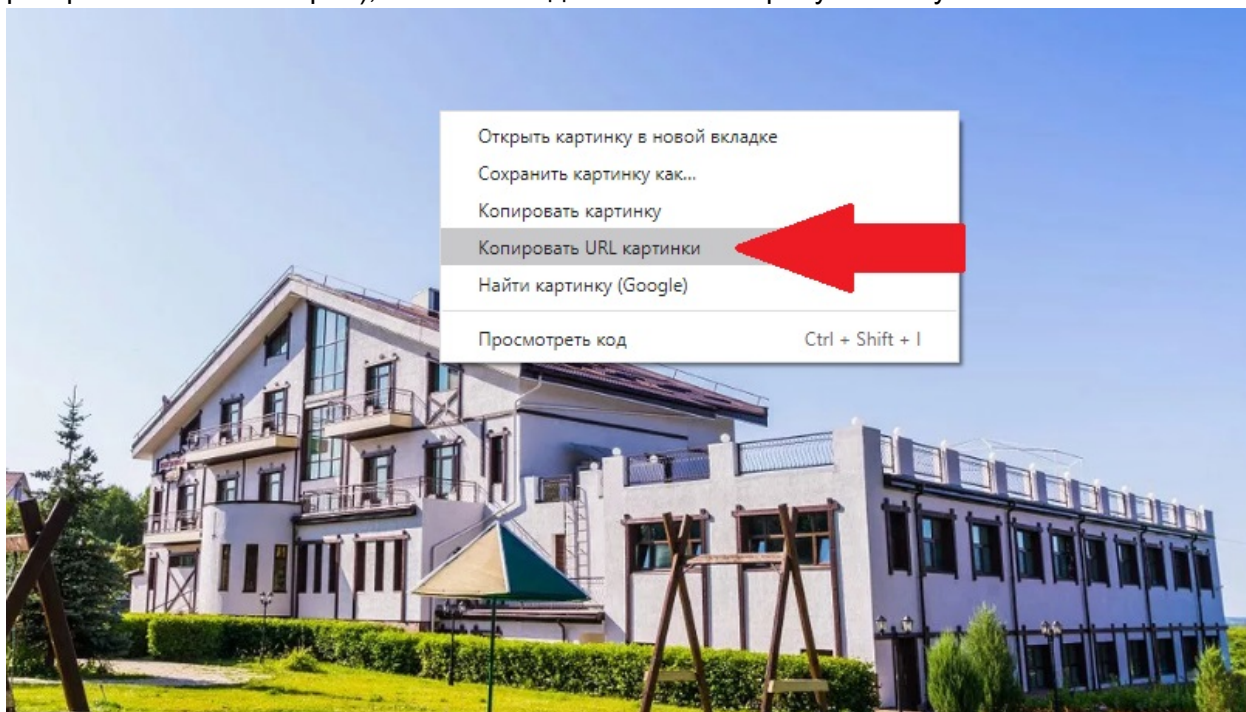 Открыть картинку в новой вкладке
Сохранить картинку как...
Копировать картинку
Копировать URL картинки
Найти картинку (Google)
Просмотреть код Ctrl + Shift + I